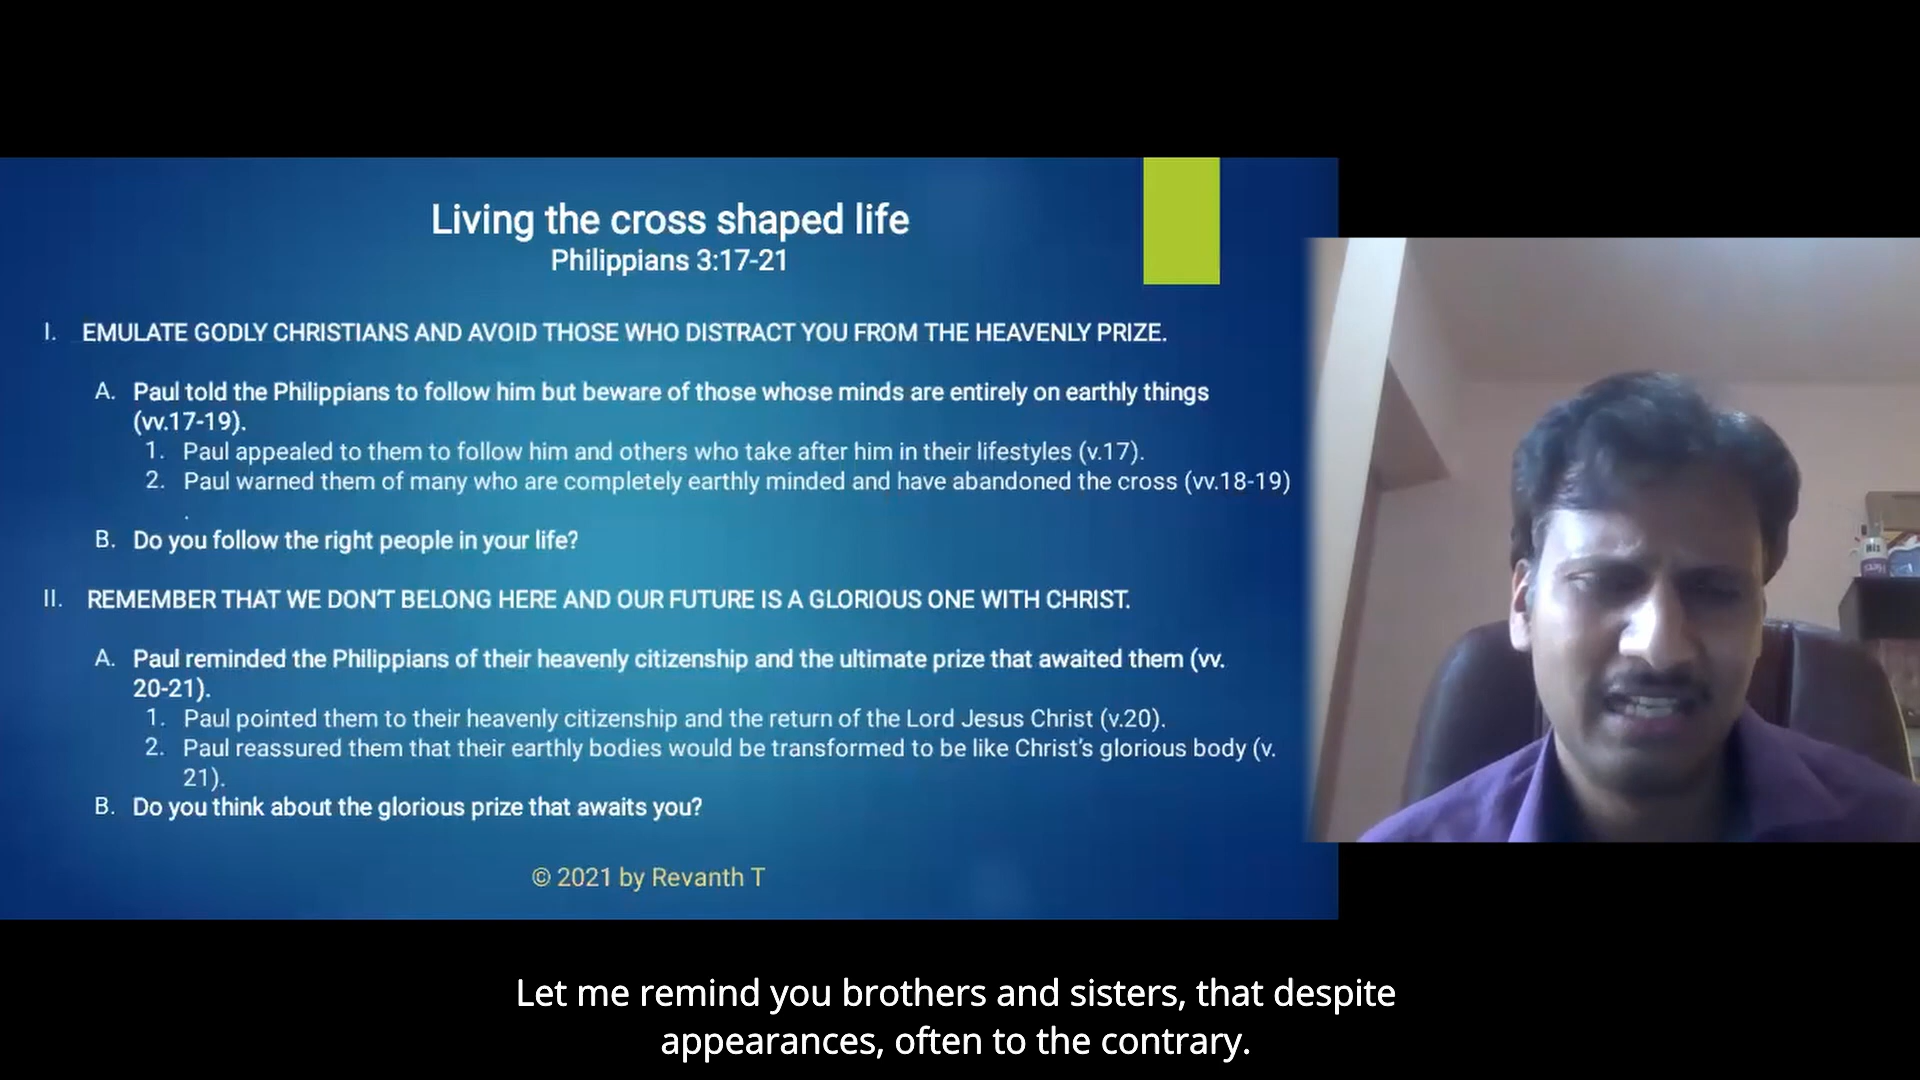 Living the cross shaped life
Philippians 3:17-21
I. EMULATE GODLY CHRISTIANS AND AVOID THOSE WHO DISTRACT YOU FROM THE HEAVENLY PRIZE.
A. Paul told the Philippians to follow him but beware of those whose minds are entirely on earthly things
(vv.17-19).
1. Paul appealed to them to follow him and others who take after him in their lifestyles (v.17).
2. Paul warned them of many who are completely earthly minded and have abandoned the cross (vv.18-19)
.
B. Do you follow the right people in your life?
II. REMEMBER THAT WE DON'T BELONG HERE AND OUR FUTURE IS A GLORIOUS ONE WITH CHRIST.
A. Paul reminded the Philippians of their heavenly citizenship and the ultimate prize that awaited them (vv.
20-21).
1. Paul pointed them to their heavenly citizenship and the return of the Lord Jesus Christ (v.20).
2. Paul reassured them that their earthly bodies would be transformed to be like Christ's glorious body (v.
21).
B. Do you think about the glorious prize that awaits you?
© 2021 by Revanth T
Let me remind you brothers and sisters, that despite
appearances, often to the contrary.